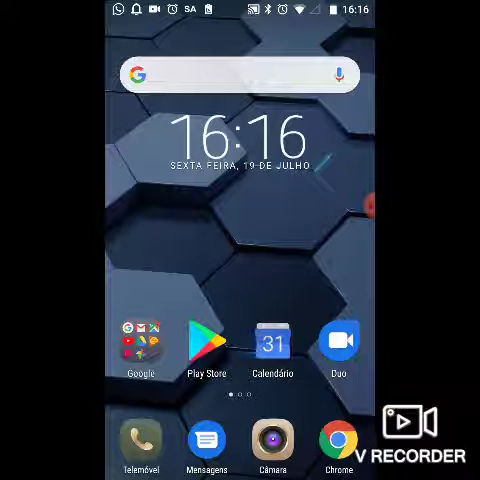 SA 16:16
16:16
SEXTA FEIRA, 19 DE JULHO
31
Google Play Store Calendário Duo
Telemóvel Mensagens Câmara Chrome
V RECORDER